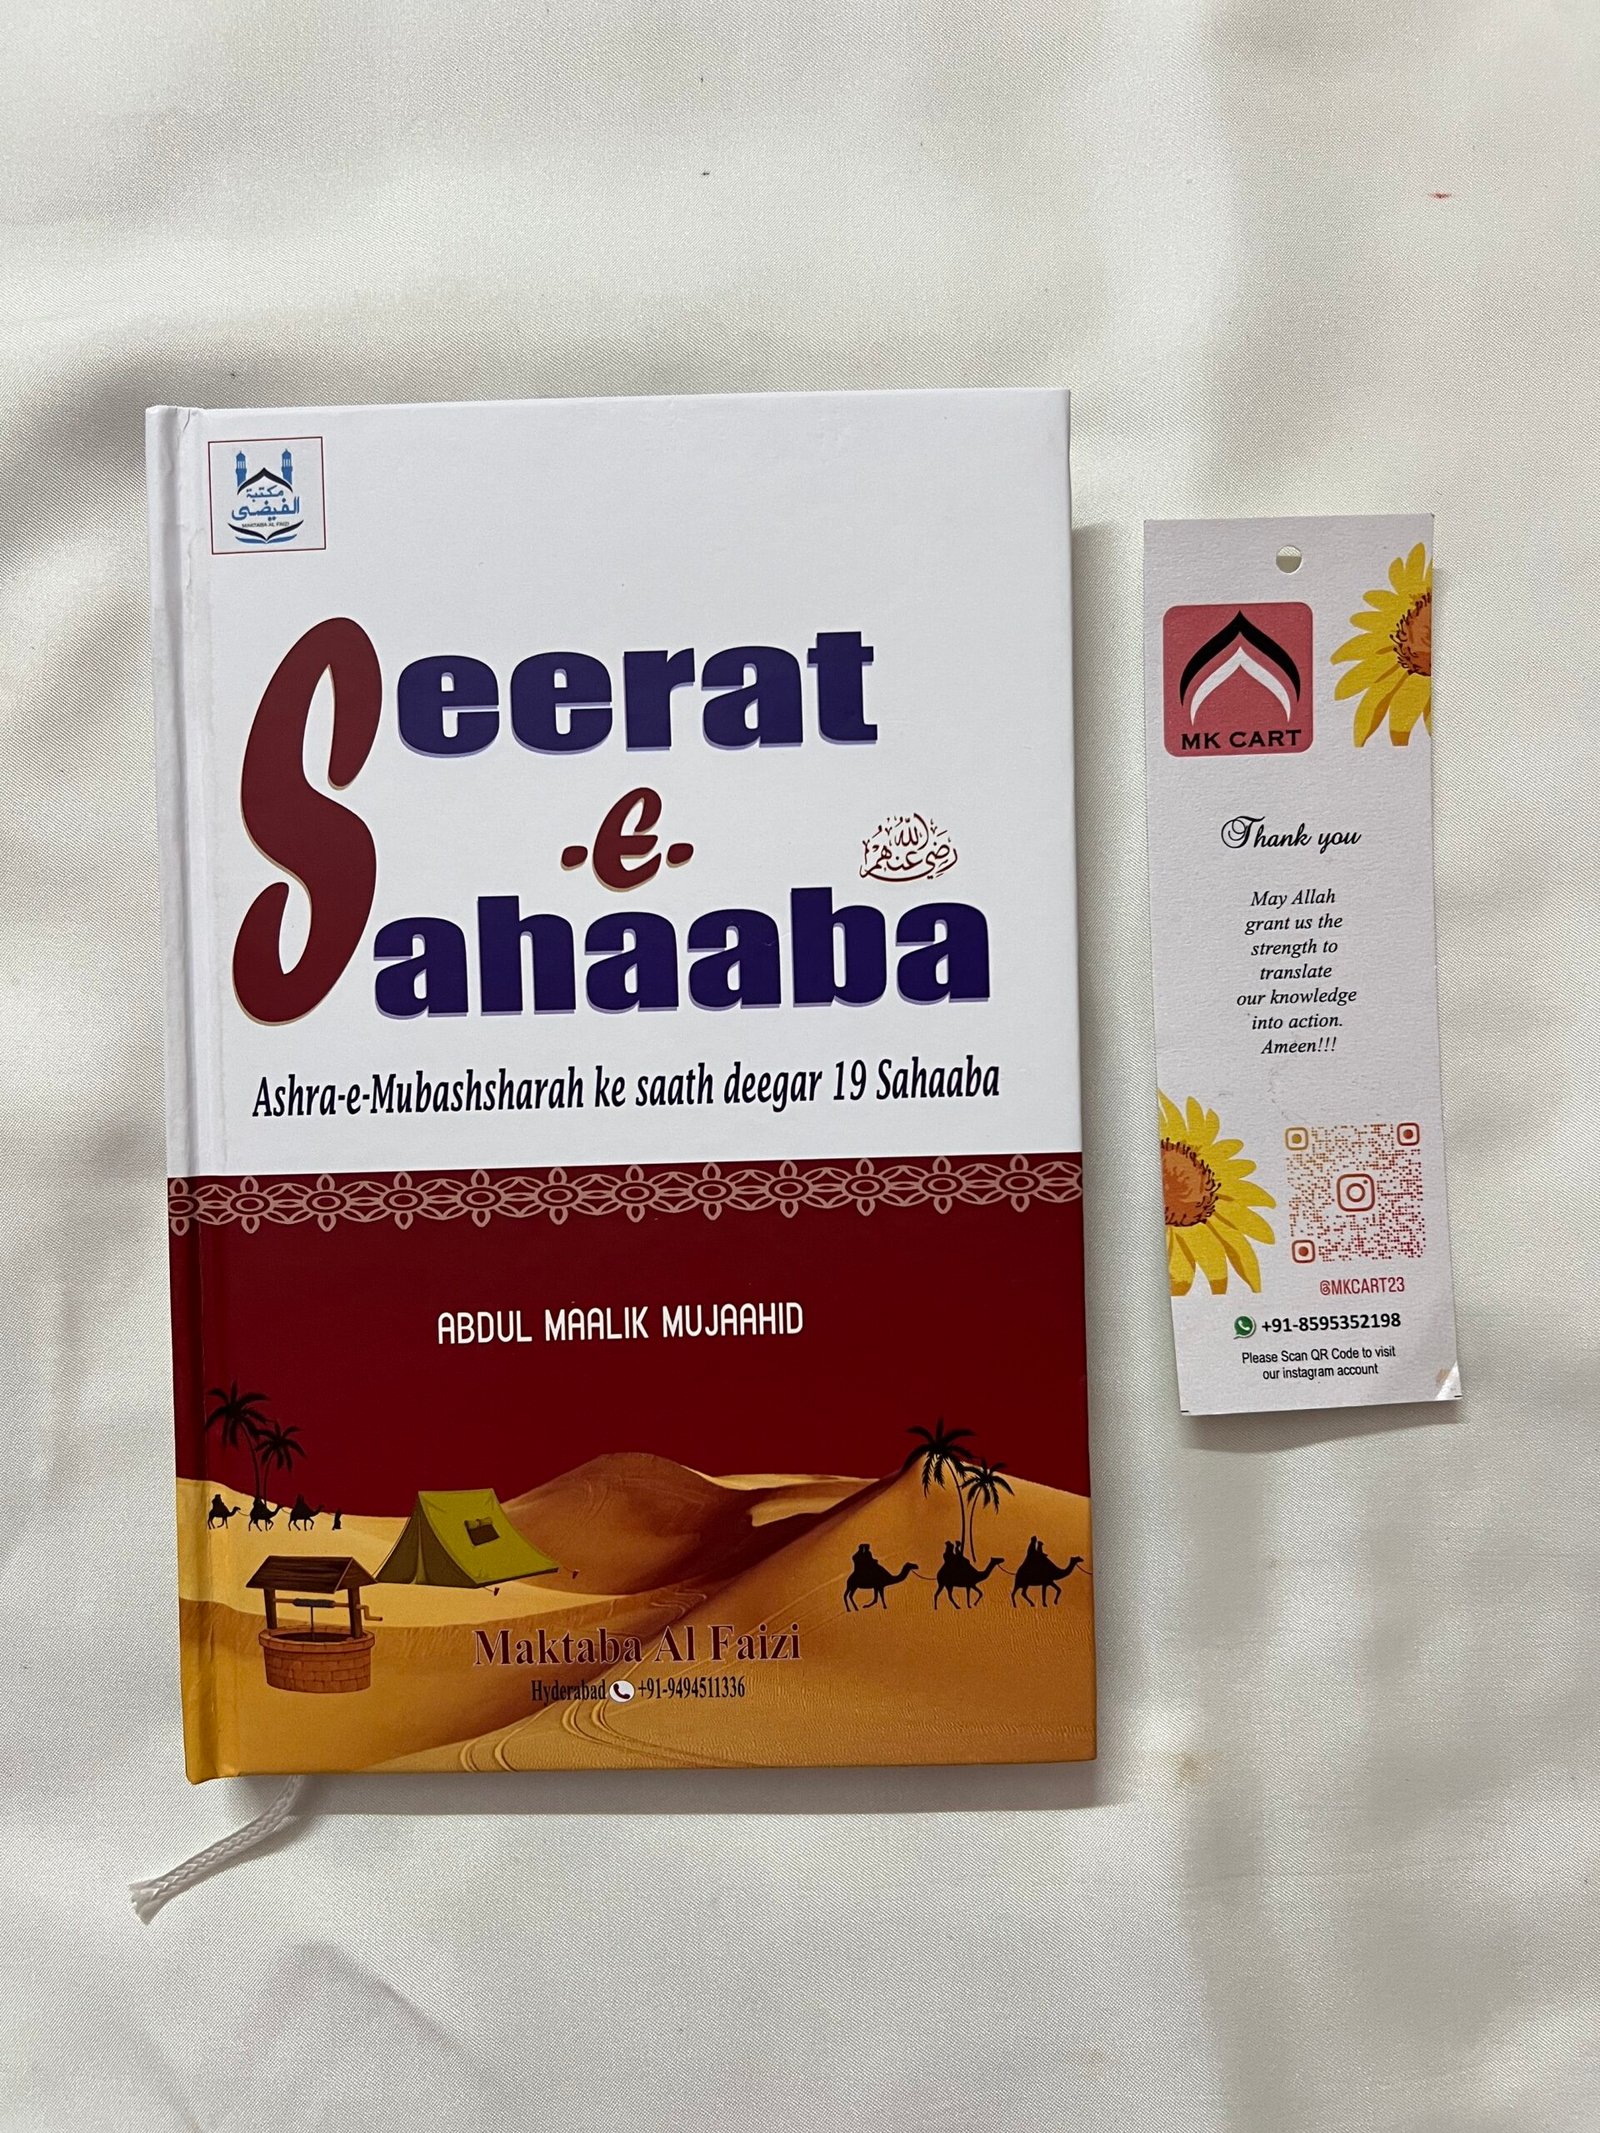 مكتبة
الفيضي
MAKTABA AL FAIZI
Seerat
-e-
رضي الله عنهم
Sahaaba
Ashra-e-Mubashsharah ke saath deegar 19 Sahaaba
ABDUL MAALIK MUJAAHID
Maktaba Al Faizi
Hyderabad +91-9494511336
MK CART
Thank you
May Allah
grant us the
strength to
translate
our knowledge
into action.
Ameen!!!
@MKCART23
+91-8595352198
Please Scan QR Code to visit
our instagram account